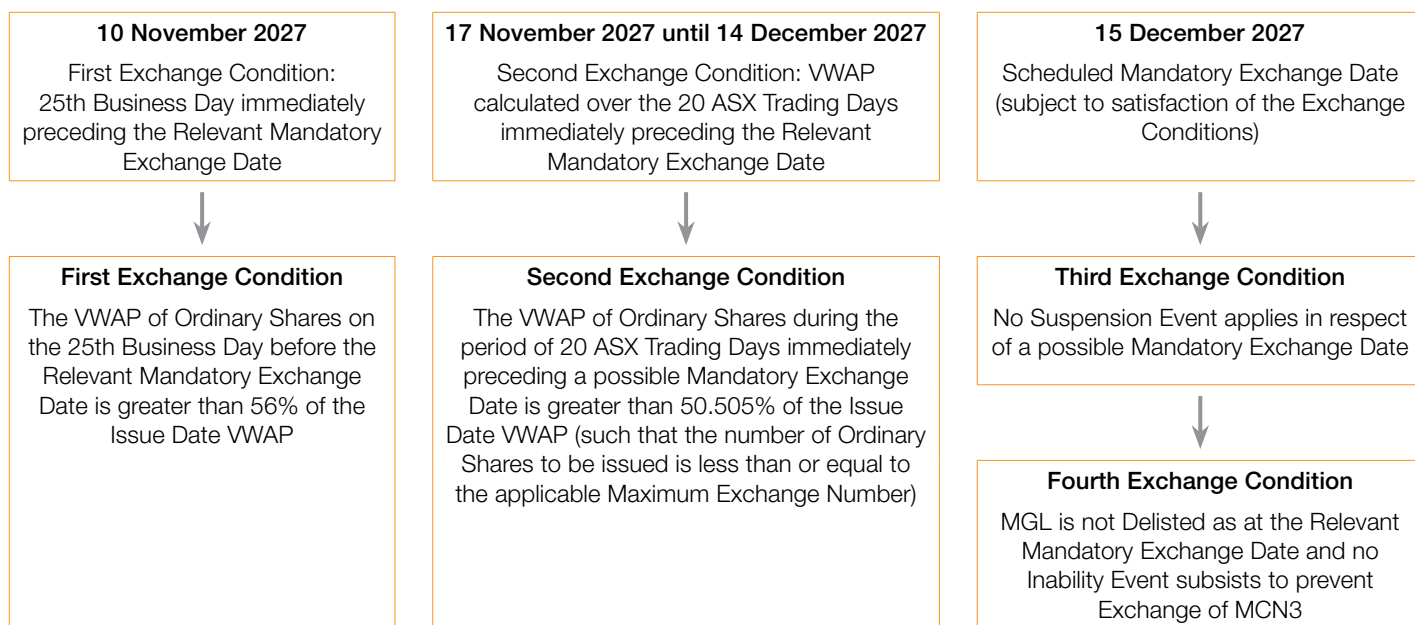 10 November 2027
First Exchange Condition:
25th Business Day immediately
preceding the Relevant Mandatory
Exchange Date
First Exchange Condition
The VWAP of Ordinary Shares on
the 25th Business Day before the
Relevant Mandatory Exchange
Date is greater than 56% of the
Issue Date VWAP
17 November 2027 until 14 December 2027
Second Exchange Condition: VWAP
calculated over the 20 ASX Trading Days
immediately preceding the Relevant
Mandatory Exchange Date
Second Exchange Condition
The VWAP of Ordinary Shares during the
period of 20 ASX Trading Days immediately
preceding a possible Mandatory Exchange
Date is greater than 50.505% of the Issue
Date VWAP (such that the number of Ordinary
Shares to be issued is less than or equal to
the applicable Maximum Exchange Number)
15 December 2027
Scheduled Mandatory Exchange Date
(subject to satisfaction of the Exchange
Conditions)
Third Exchange Condition
No Suspension Event applies in respect
of a possible Mandatory Exchange Date
Fourth Exchange Condition
MGL is not Delisted as at the Relevant
Mandatory Exchange Date and no
Inability Event subsists to prevent
Exchange of MCN3